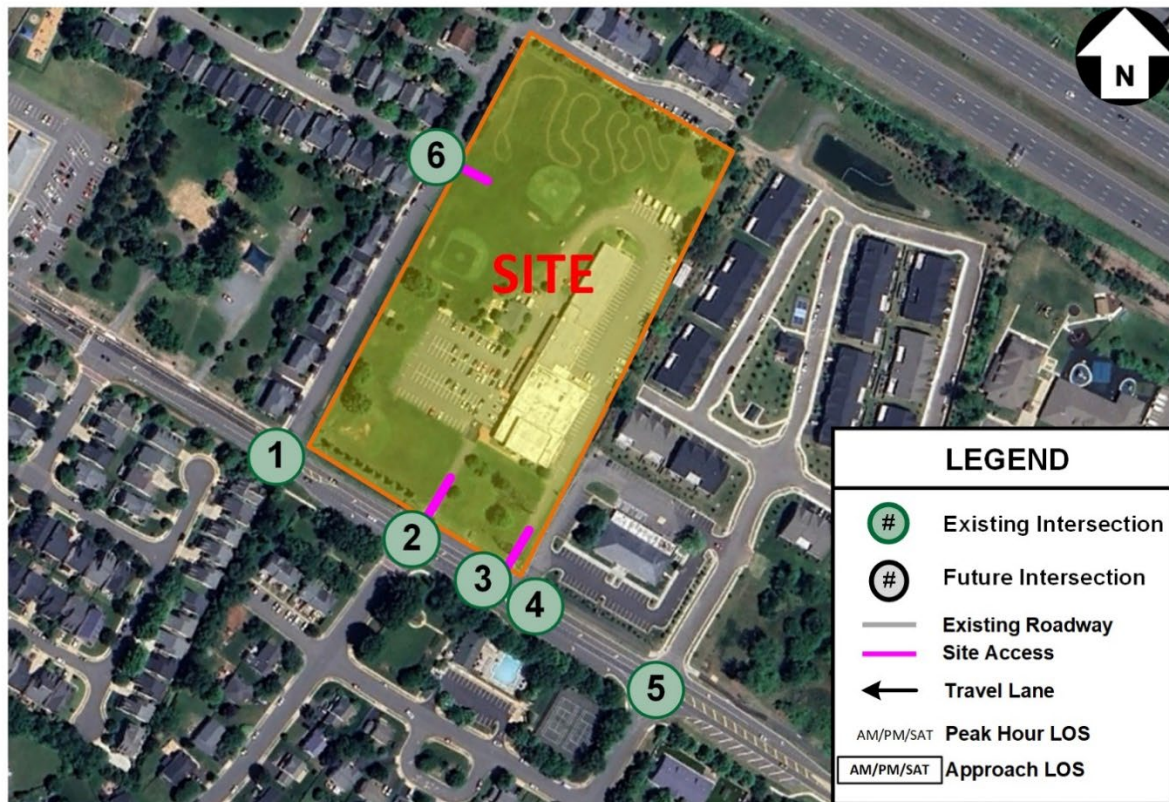 N
6
SITE
1
2
3
4
5
LEGEND
# Existing Intersection
# Future Intersection
Existing Roadway
Site Access
Travel Lane
AM/PM/SAT Peak Hour LOS
AM/PM/SAT Approach LOS